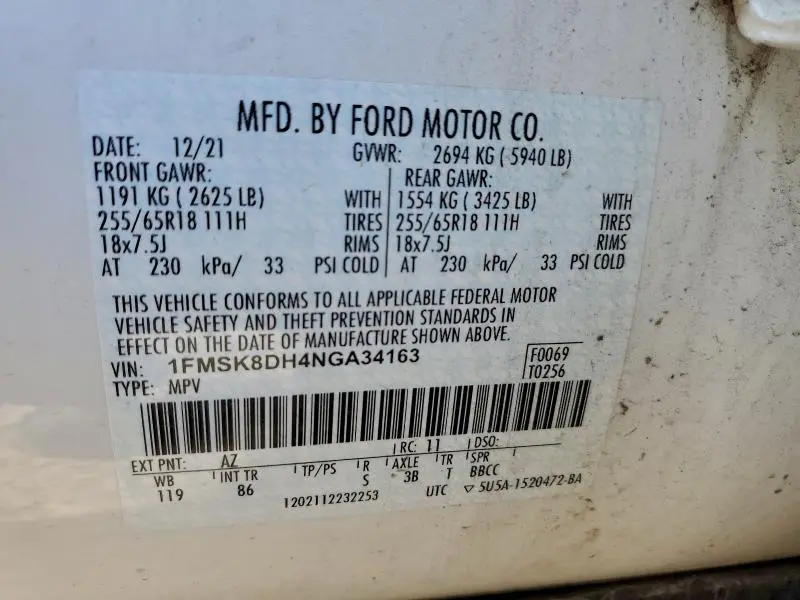 MFD. BY FORD MOTOR CO.
DATE: 12/21 GVWR: 2694 KG ( 5940 LB)
FRONT GAWR: REAR GAWR:
1191 KG ( 2625 LB) WITH 1554 KG ( 3425 LB) WITH
255/65R18 111H TIRES 255/65R18 111H TIRES
18x7.5J RIMS 18x7.5J RIMS
AT 230 kPa/ 33 PSI COLD AT 230 kPa/ 33 PSI COLD
THIS VEHICLE CONFORMS TO ALL APPLICABLE FEDERAL MOTOR
VEHICLE SAFETY AND THEFT PREVENTION STANDARDS IN
EFFECT ON THE DATE OF MANUFACTURE SHOWN ABOVE.
VIN: 1FMSK8DH4NGA34163 F0069
TYPE: MPV T0256
EXT PNT: AZ RC: 11 DSO:
WB INT TR TP/PS R AXLE TR SPR
119 86 S 3B T BBCC
1202112232253 UTC ▽ 5U5A-1520472-BA